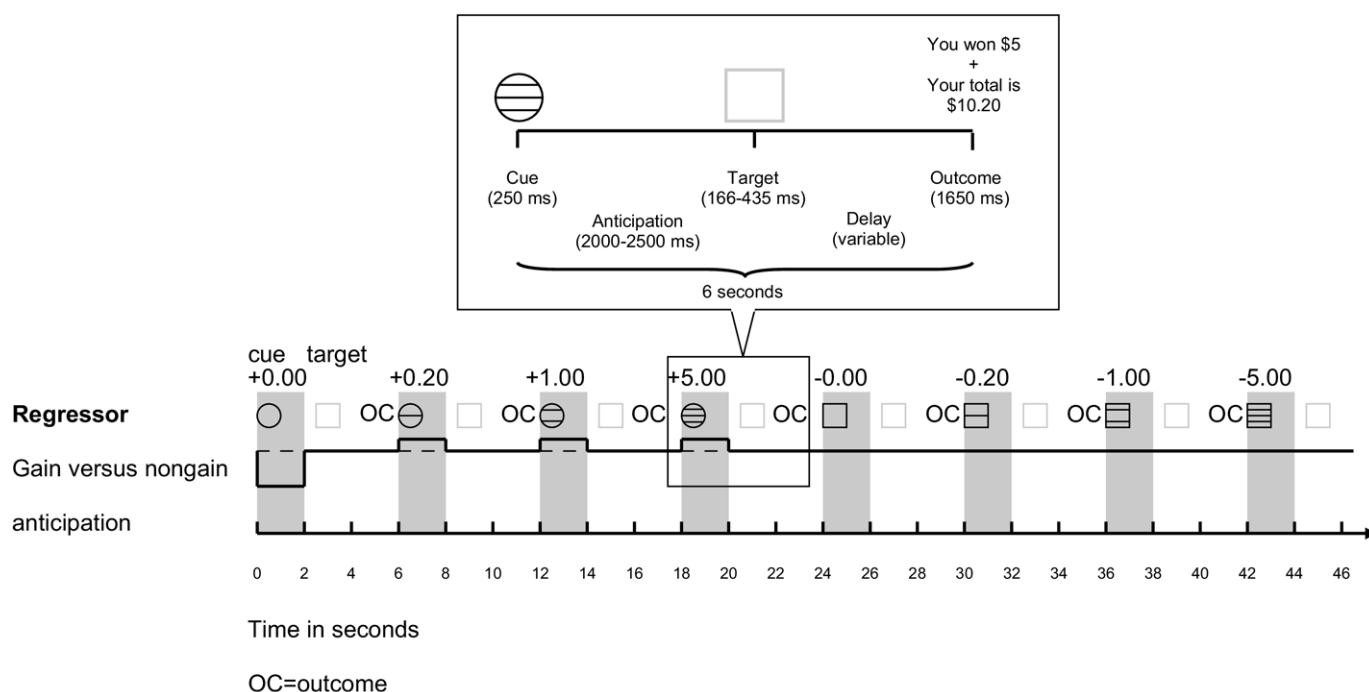 You won $5
+
Your total is
$10.20
Cue
(250 ms)
Target
(166-435 ms)
Outcome
(1650 ms)
Anticipation
(2000-2500 ms)
Delay
(variable)
6 seconds
cue target
+0.00 +0.20 +1.00 +5.00 -0.00 -0.20 -1.00 -5.00
Regressor OC OC OC OC OC OC OC
Gain versus nongain
anticipation
0 2 4 6 8 10 12 14 16 18 20 22 24 26 28 30 32 34 36 38 40 42 44 46
Time in seconds
OC=outcome